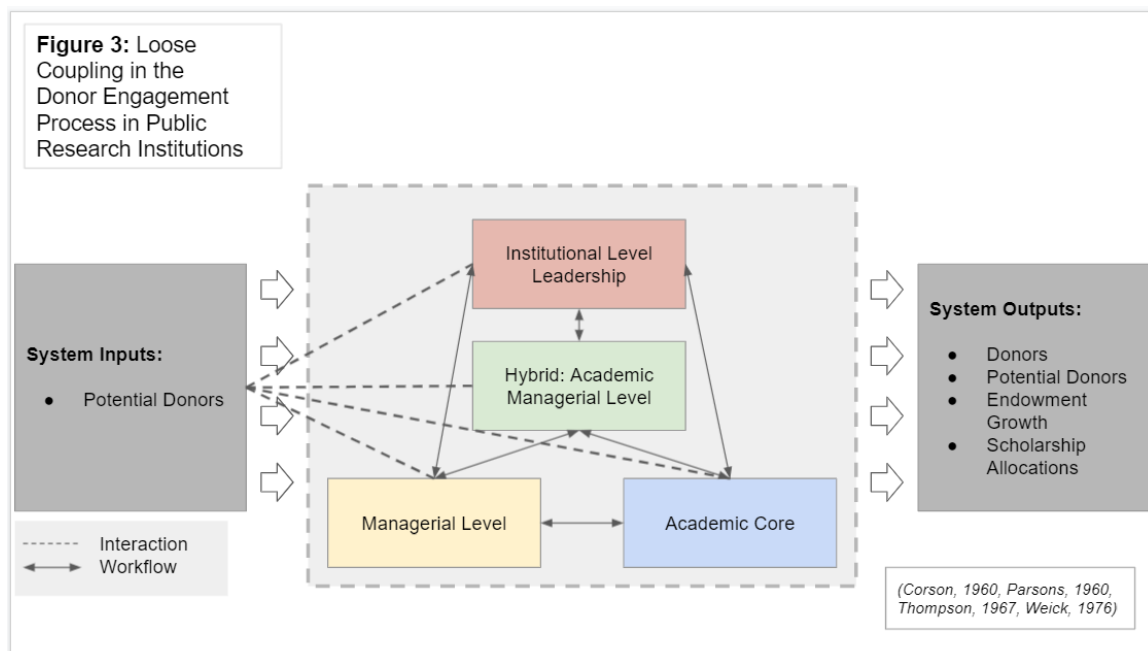 Figure 3: Loose
Coupling in the
Donor Engagement
Process in Public
Research Institutions
Institutional Level
Leadership
System Inputs:
● Potential Donors
Hybrid: Academic
Managerial Level
System Outputs:
● Donors
● Potential Donors
● Endowment
Growth
● Scholarship
Allocations
Managerial Level
Academic Core
Interaction
Workflow
(Corson, 1960, Parsons, 1960,
Thompson, 1967, Weick, 1976)